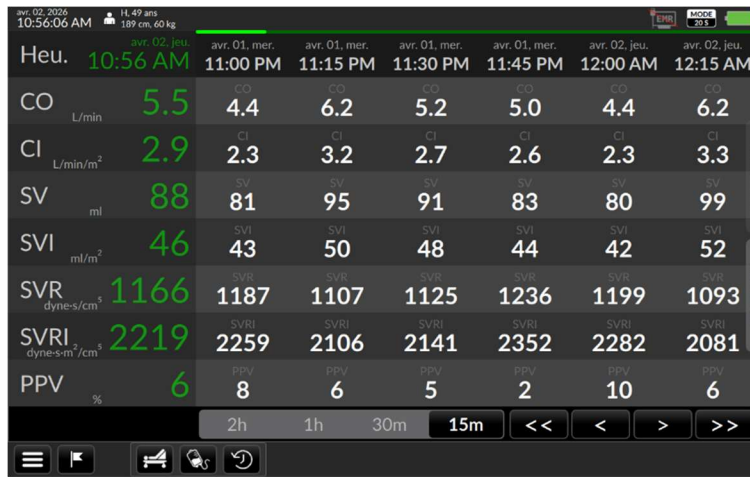 avr. 02, 2026
10:56:06 AM
H, 49 ans
189 cm, 60 kg
EMR
MODE
20 S
Heu.
avr. 02, jeu.
10:56 AM
avr. 01, mer.
11:00 PM
avr. 01, mer.
11:15 PM
avr. 01, mer.
11:30 PM
avr. 01, mer.
11:45 PM
avr. 02, jeu.
12:00 AM
avr. 02, jeu.
12:15 AM
CO L/min 5.5
CO CO CO CO CO CO
4.4 6.2 5.2 5.0 4.4 6.2
CI L/min/m² 2.9
CI CI CI CI CI CI
2.3 3.2 2.7 2.6 2.3 3.3
SV ml 88
SV SV SV SV SV SV
81 95 91 83 80 99
SVI ml/m² 46
SVI SVI SVI SVI SVI SVI
43 50 48 44 42 52
SVR dyne-s/cm⁵ 1166
SVR SVR SVR SVR SVR SVR
1187 1107 1125 1236 1199 1093
SVRI dyne-s-m²/cm⁵ 2219
SVRI SVRI SVRI SVRI SVRI SVRI
2259 2106 2141 2352 2282 2081
PPV % 6
PPV PPV PPV PPV PPV PPV
8 6 5 2 10 6
2h 1h 30m 15m << < > >>